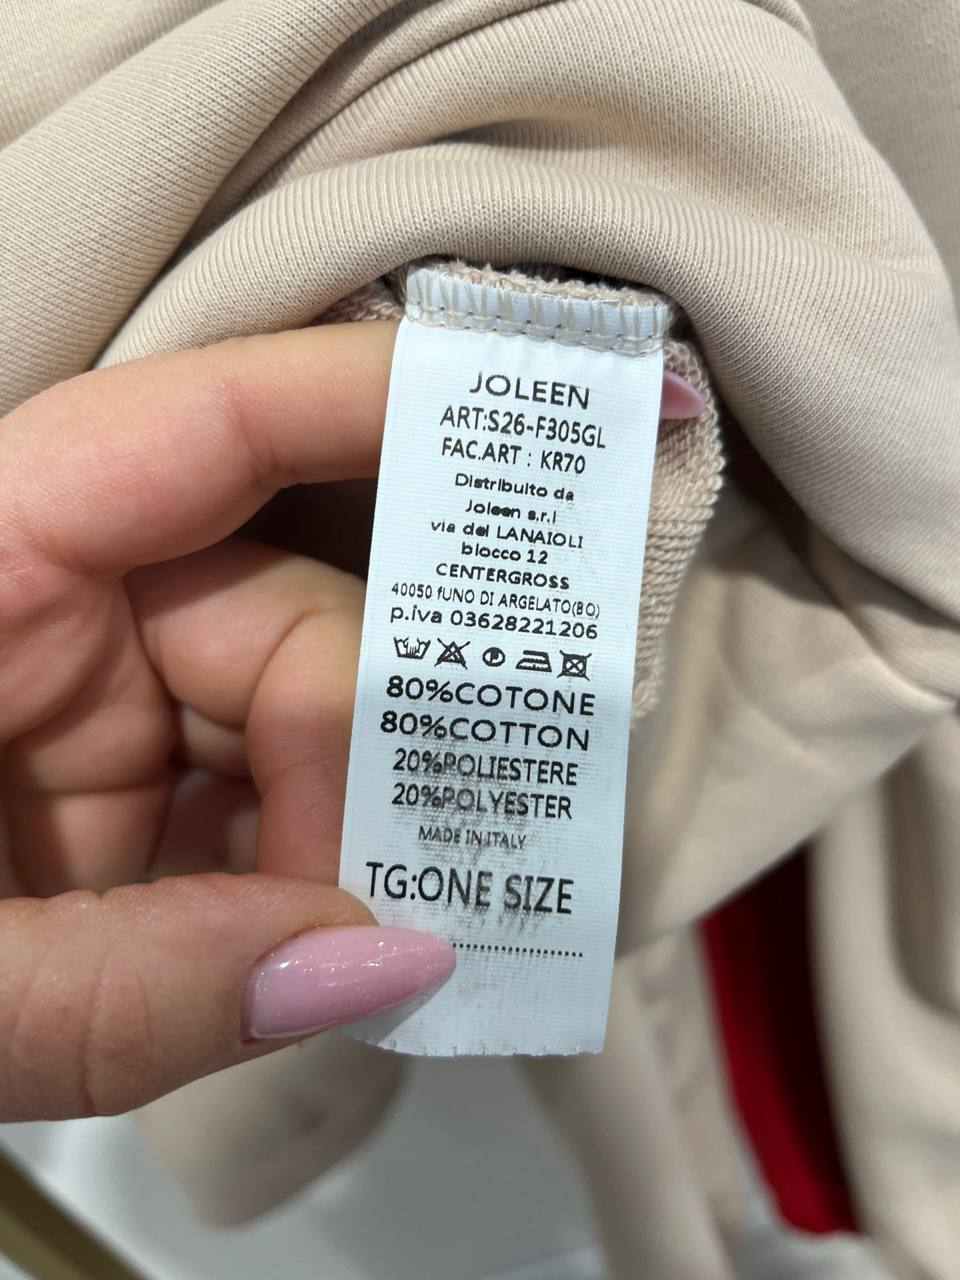 JOLEEN
ART:S26-F305GL
FAC.ART : KR70
Distribuito da
Joleen s.r.l
via dei LANAIOLI
blocco 12
CENTERGROSS
40050 fUNO DI ARGELATO(BO)
p.iva 03628221206
80%COTONE
80%COTTON
20%POLIESTERE
20%POLYESTER
MADE IN ITALY
TG:ONE SIZE